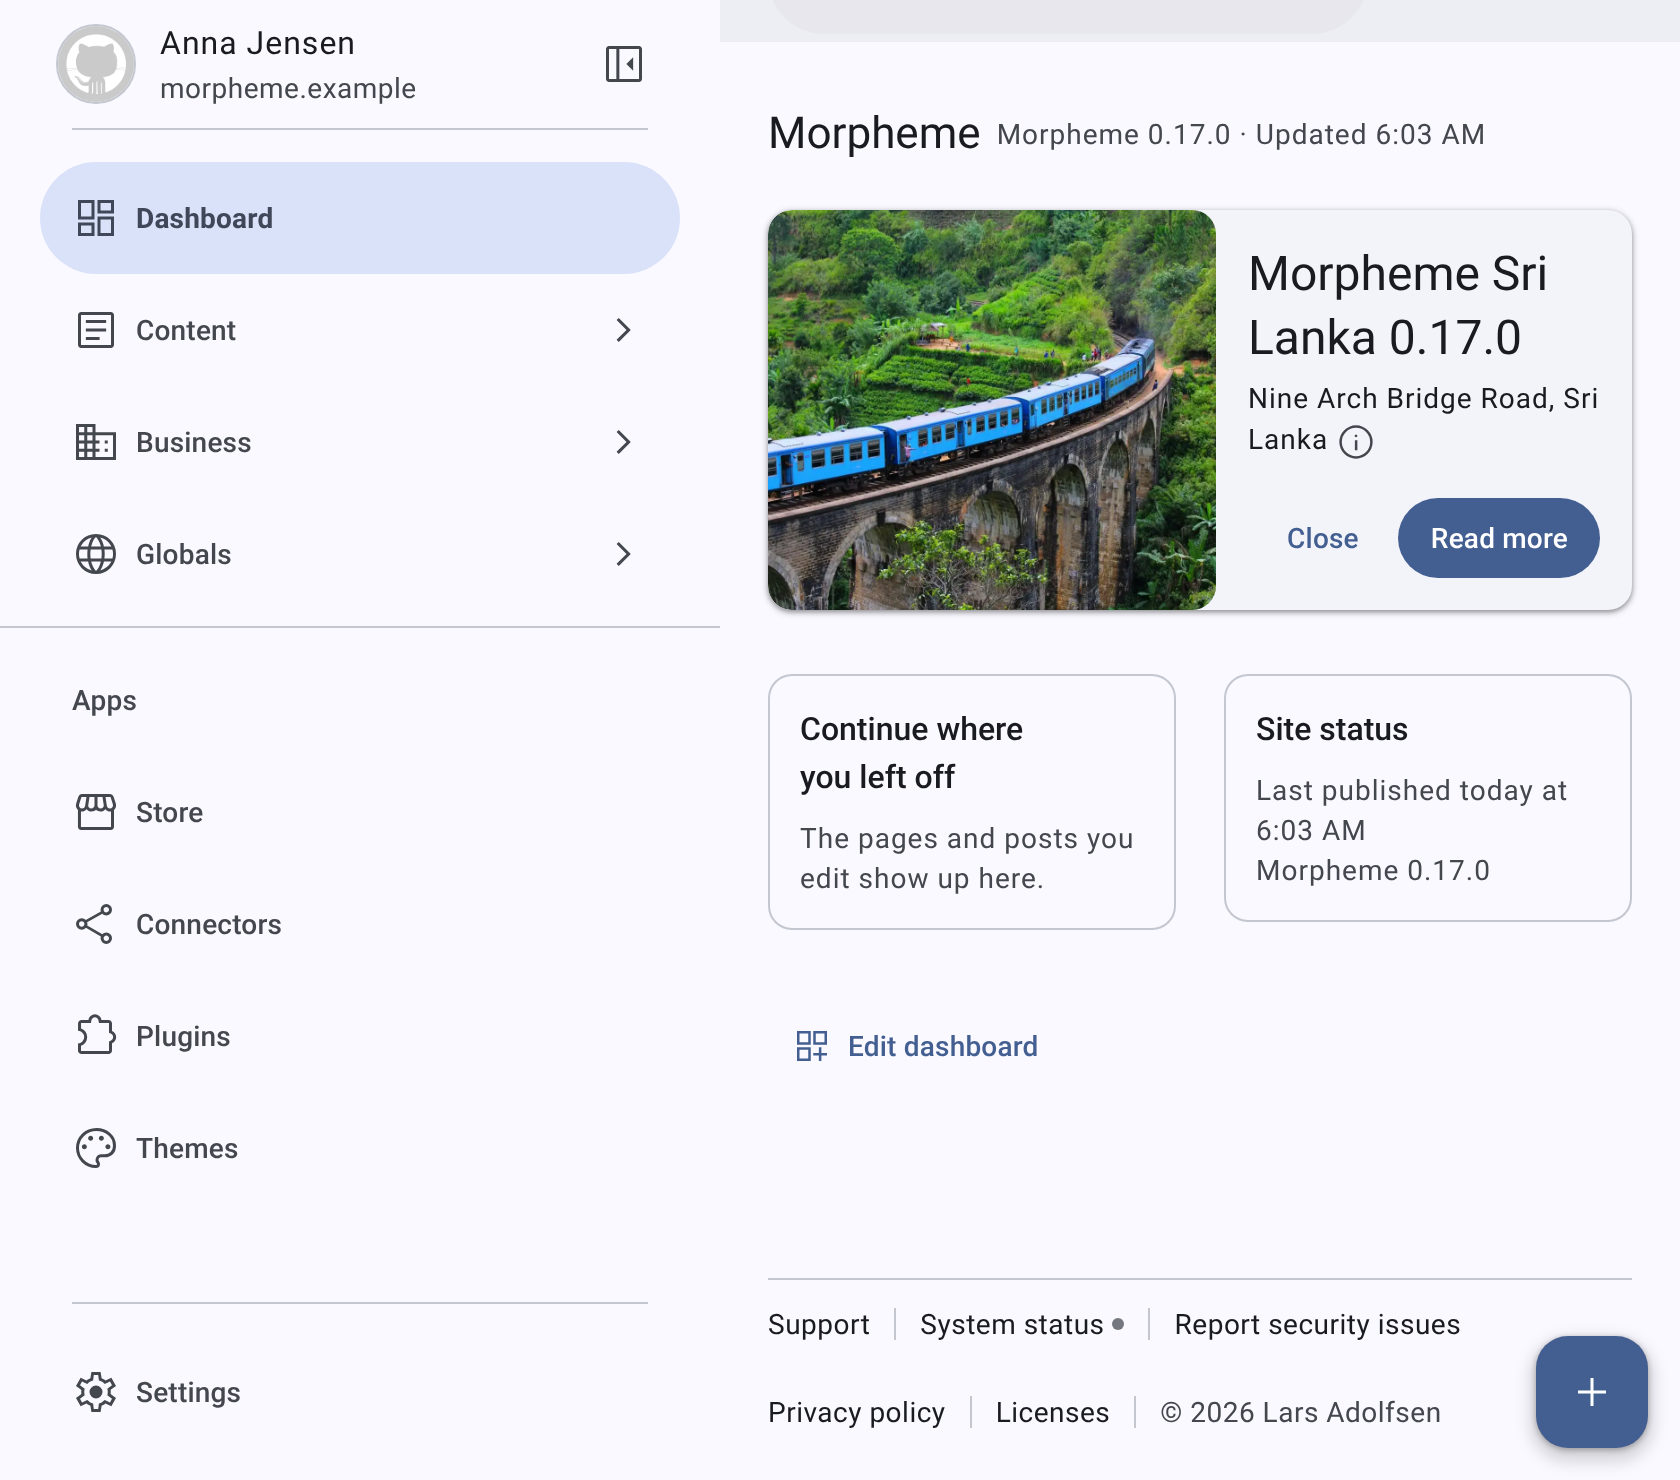 Anna Jensen
morpheme.example
Dashboard
Content
Business
Globals
Apps
Store
Connectors
Plugins
Themes
Settings
Morpheme Morpheme 0.17.0 · Updated 6:03 AM
Morpheme Sri
Lanka 0.17.0
Nine Arch Bridge Road, Sri
Lanka
Close Read more
Continue where
you left off
The pages and posts you
edit show up here.
Site status
Last published today at
6:03 AM
Morpheme 0.17.0
Edit dashboard
Support System status Report security issues
Privacy policy Licenses © 2026 Lars Adolfsen